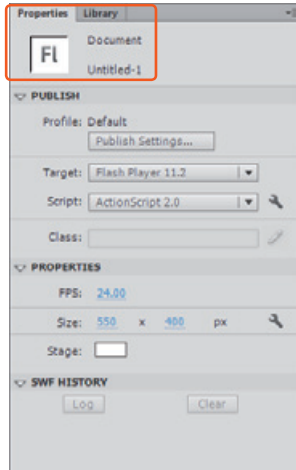 Properties Library
Fl
Document
Untitled-1
PUBLISH
Profile: Default
Publish Settings...
Target: Flash Player 11.2
Script: ActionScript 2.0
Class:
PROPERTIES
FPS: 24.00
Size: 550 x 400 px
Stage:
SWF HISTORY
Log Clear